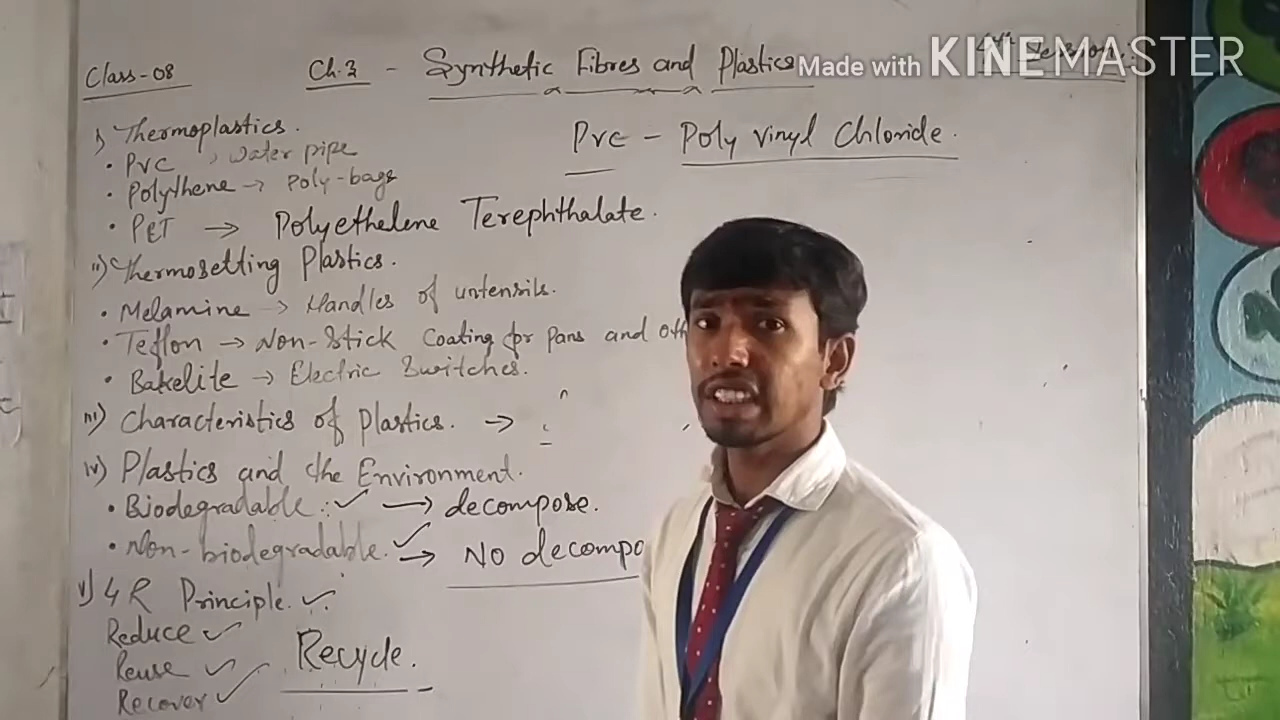 Class-08
Ch.3 - Synthetic Fibres and Plastics
Made with KINEMASTER
PVC - Poly Vinyl Chloride.
i) Thermoplastics.
• PVC → Water pipe
• Polythene → Poly-bags
• PET → Polyethelene Terephthalate.
ii) Thermosetting Plastics.
• Melamine → Handles of untensils.
• Teflon → Non-Stick Coating for Pans and oth
• Bakelite → Electric Switches.
iii) Characteristics of plastics. →
iv) Plastics and the Environment.
• Biodegradable. → decompose.
• Non-biodegradable. → No decompo
v) 4 R Principle.
Reduce
Reuse
Recover
Recycle.